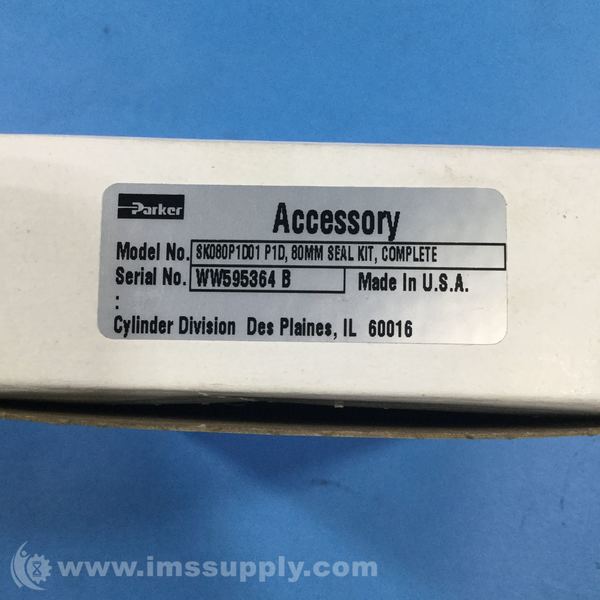 Parker
Accessory
Model No. SK080P1D01 P1D, 80MM SEAL KIT, COMPLETE
Serial No. WW595364 B Made In U.S.A.
:
Cylinder Division Des Plaines, IL 60016
www.imssupply.com